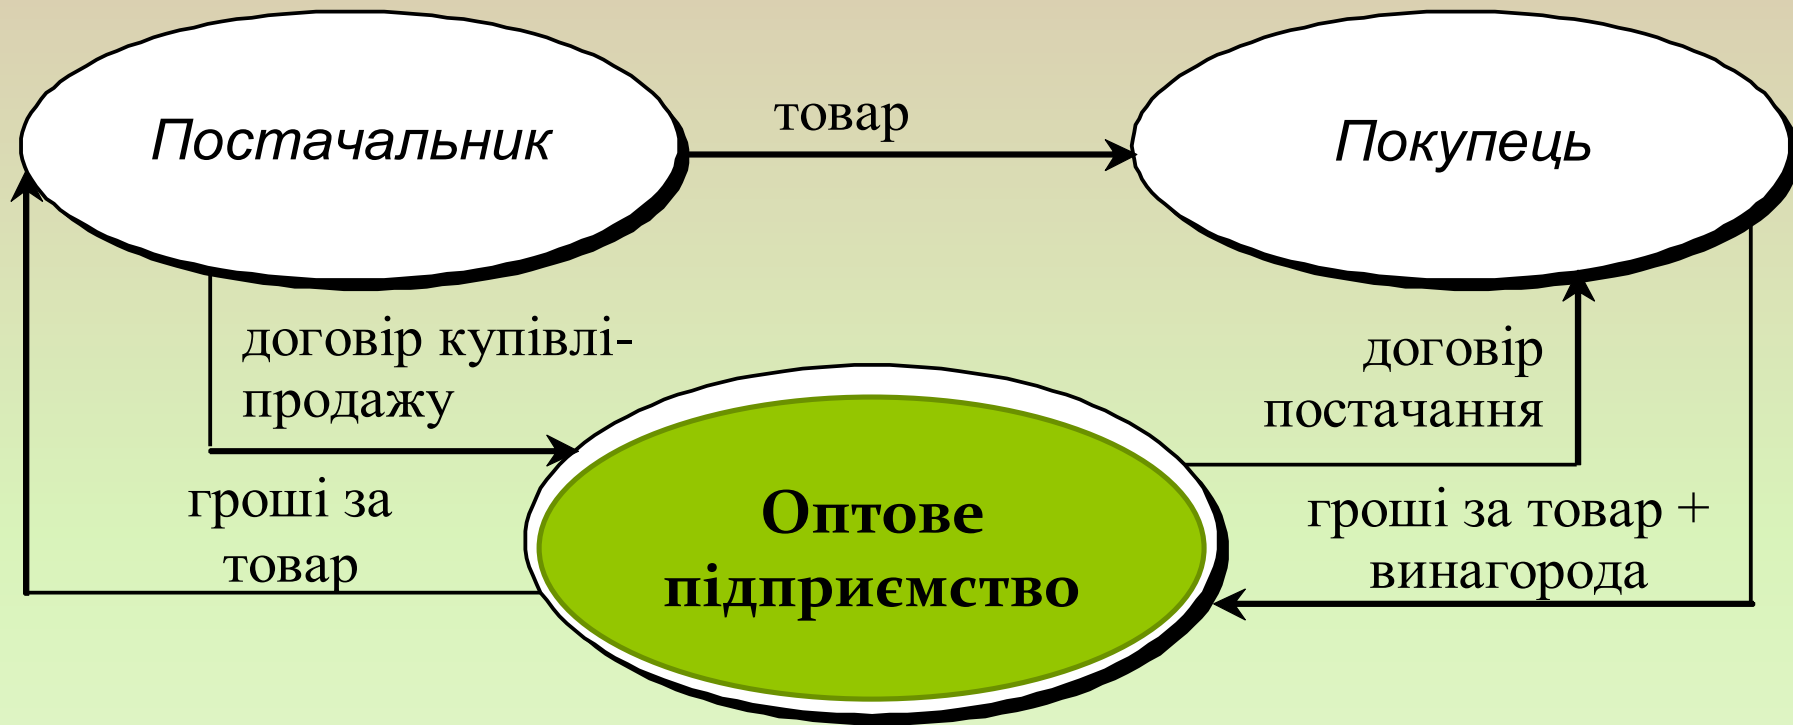 Постачальник
товар
Покупець
договір купівлі-
продажу
договір
постачання
гроші за
товар
Оптове
підприємство
гроші за товар +
винагорода